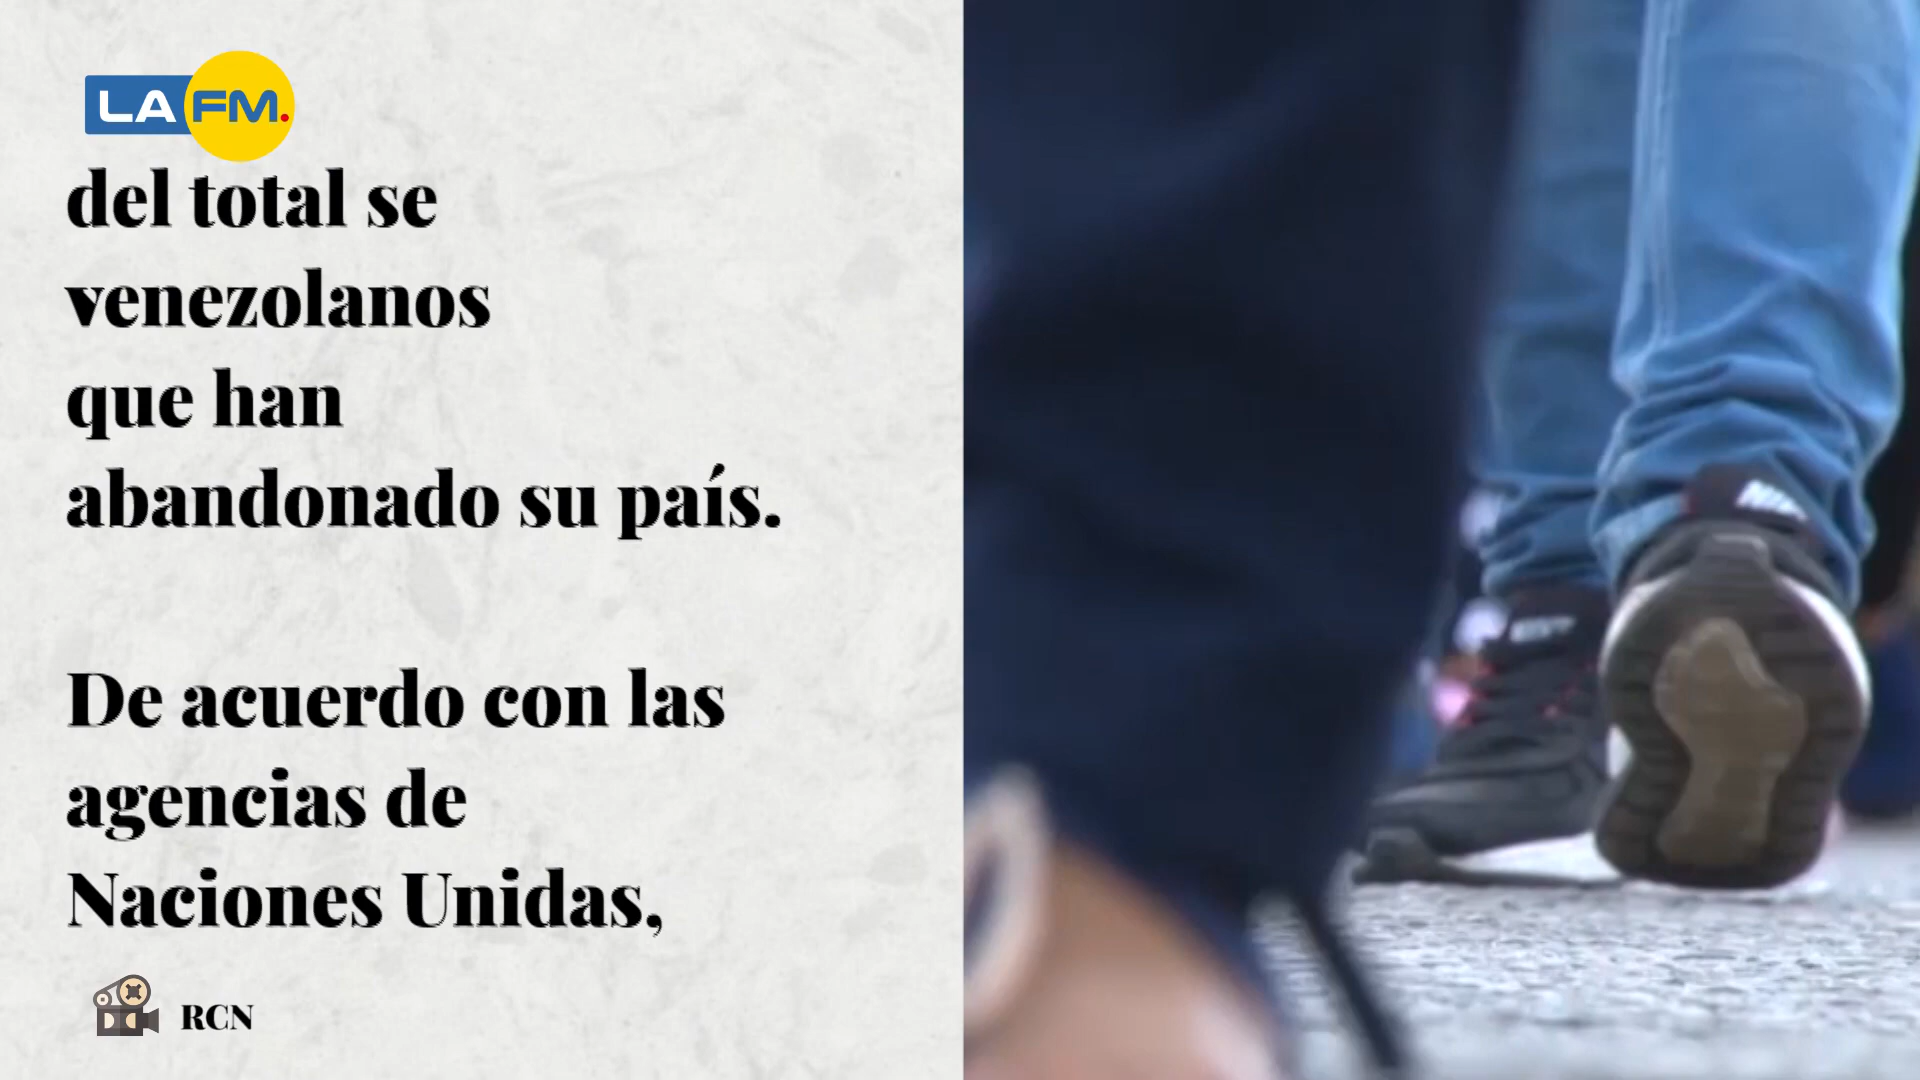 LA FM.
del total se
venezolanos
que han
abandonado su país.
De acuerdo con las
agencias de
Naciones Unidas,
RCN